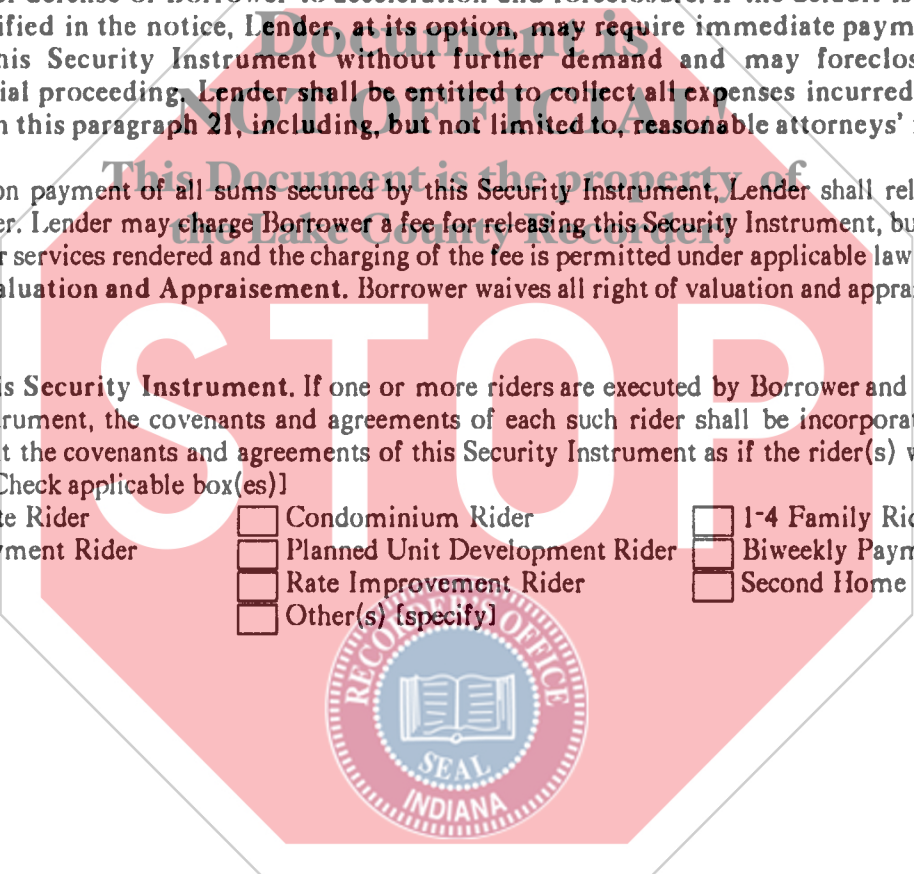 ified in the notice, Lender, at its option, may require immediate paym
his Security Instrument without further demand and may foreclos
ial proceeding. Lender shall be entitled to collect all expenses incurred
n this paragraph 21, including, but not limited to, reasonable attorneys'
on payment of all sums secured by this Security Instrument, Lender shall rel
er. Lender may charge Borrower a fee for releasing this Security Instrument, bu
r services rendered and the charging of the fee is permitted under applicable law
aluation and Appraisement. Borrower waives all right of valuation and apprai
is Security Instrument. If one or more riders are executed by Borrower and
rument, the covenants and agreements of each such rider shall be incorporat
t the covenants and agreements of this Security Instrument as if the rider(s) w
Check applicable box(es)]
te Rider Condominium Rider 1-4 Family Rid
ment Rider Planned Unit Development Rider Biweekly Paym
Rate Improvement Rider Second Home
Other(s) [specify]
Document is
NOT OFFICIAL!
This Document is the property of
the Lake County Recorder!
STOP
RECORDER'S OFFICE
SEAL
INDIANA